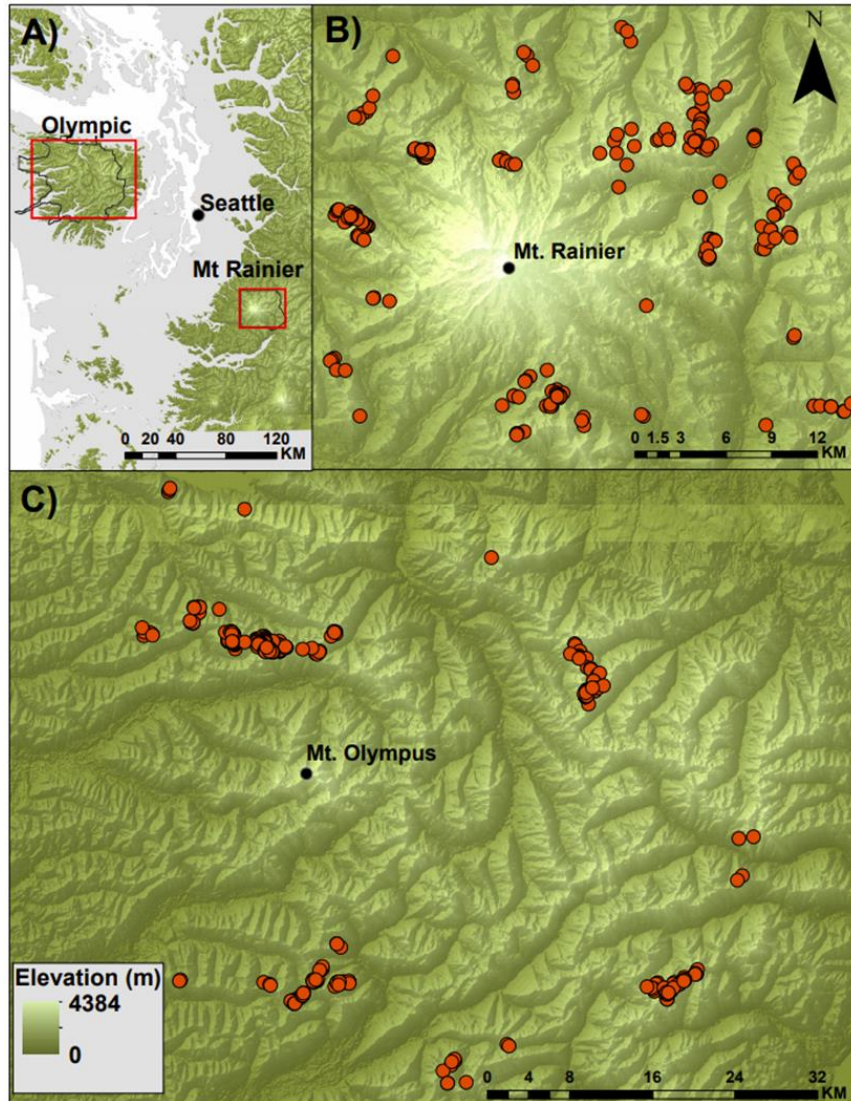 A)
Olympic
Seattle
Mt Rainier
0 20 40 80 120
KM
B)
N
Mt. Rainier
0 1.5 3 6 9 12
KM
C)
Mt. Olympus
Elevation (m)
4384
0
0 4 8 16 24 32
KM